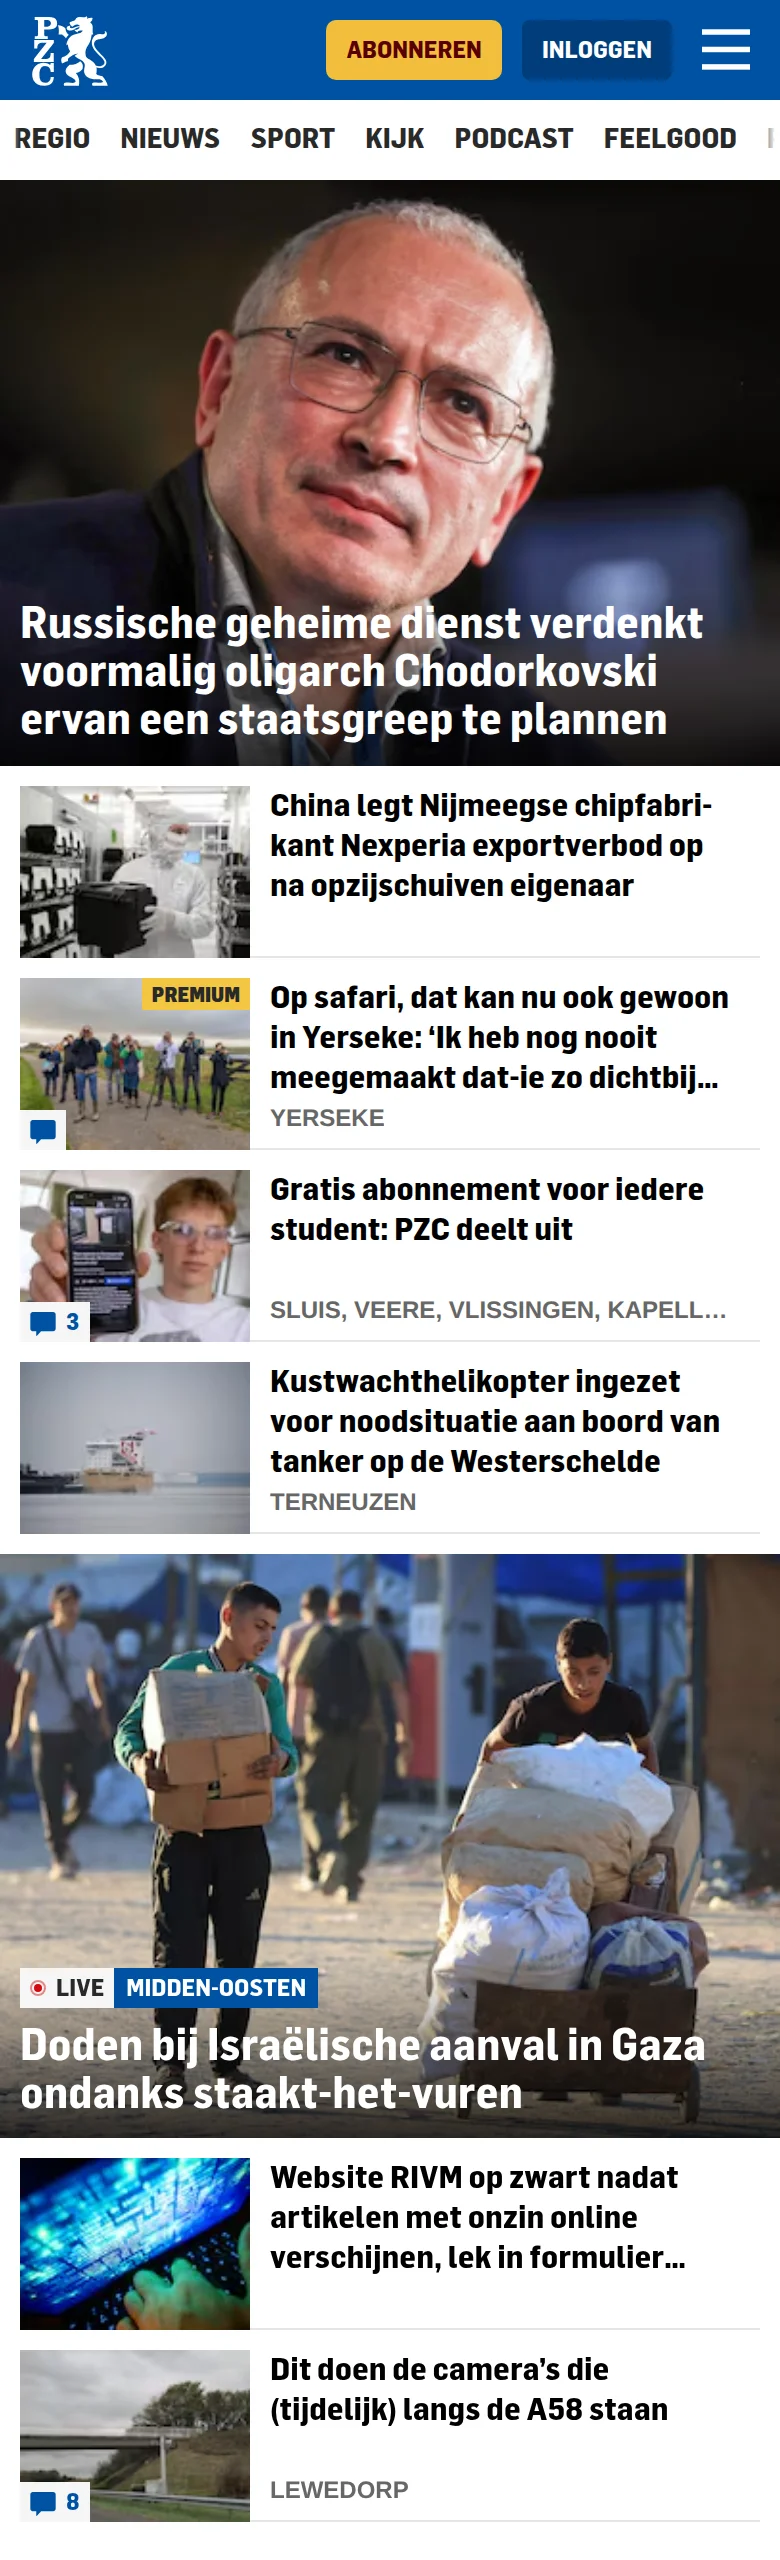 PZC
ABONNEREN
INLOGGEN
REGIO NIEUWS SPORT KIJK PODCAST FEELGOOD
Russische geheime dienst verdenkt
voormalig oligarch Chodorkovski
ervan een staatsgreep te plannen
China legt Nijmeegse chipfabri-
kant Nexperia exportverbod op
na opzijschuiven eigenaar
PREMIUM
Op safari, dat kan nu ook gewoon
in Yerseke: ‘Ik heb nog nooit
meegemaakt dat-ie zo dichtbij...
YERSEKE
Gratis abonnement voor iedere
student: PZC deelt uit
SLUIS, VEERE, VLISSINGEN, KAPELL...
3
Kustwachthelikopter ingezet
voor noodsituatie aan boord van
tanker op de Westerschelde
TERNEUZEN
LIVE MIDDEN-OOSTEN
Doden bij Israëlische aanval in Gaza
ondanks staakt-het-vuren
Website RIVM op zwart nadat
artikelen met onzin online
verschijnen, lek in formulier...
Dit doen de camera’s die
(tijdelijk) langs de A58 staan
LEWEDORP
8